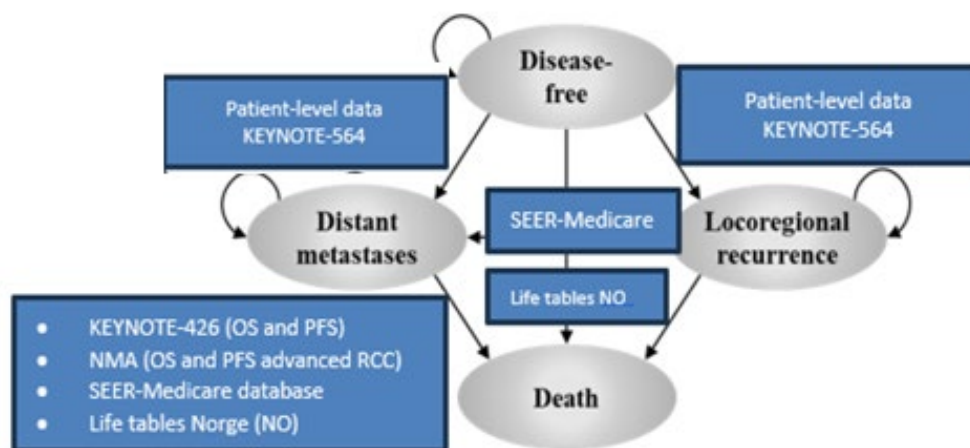 Disease-
free
Patient-level data
KEYNOTE-564
Patient-level data
KEYNOTE-564
Distant
metastases
SEER-Medicare
Locoregional
recurrence
Life tables NO
• KEYNOTE-426 (OS and PFS)
• NMA (OS and PFS advanced RCC)
• SEER-Medicare database
• Life tables Norge (NO)
Death